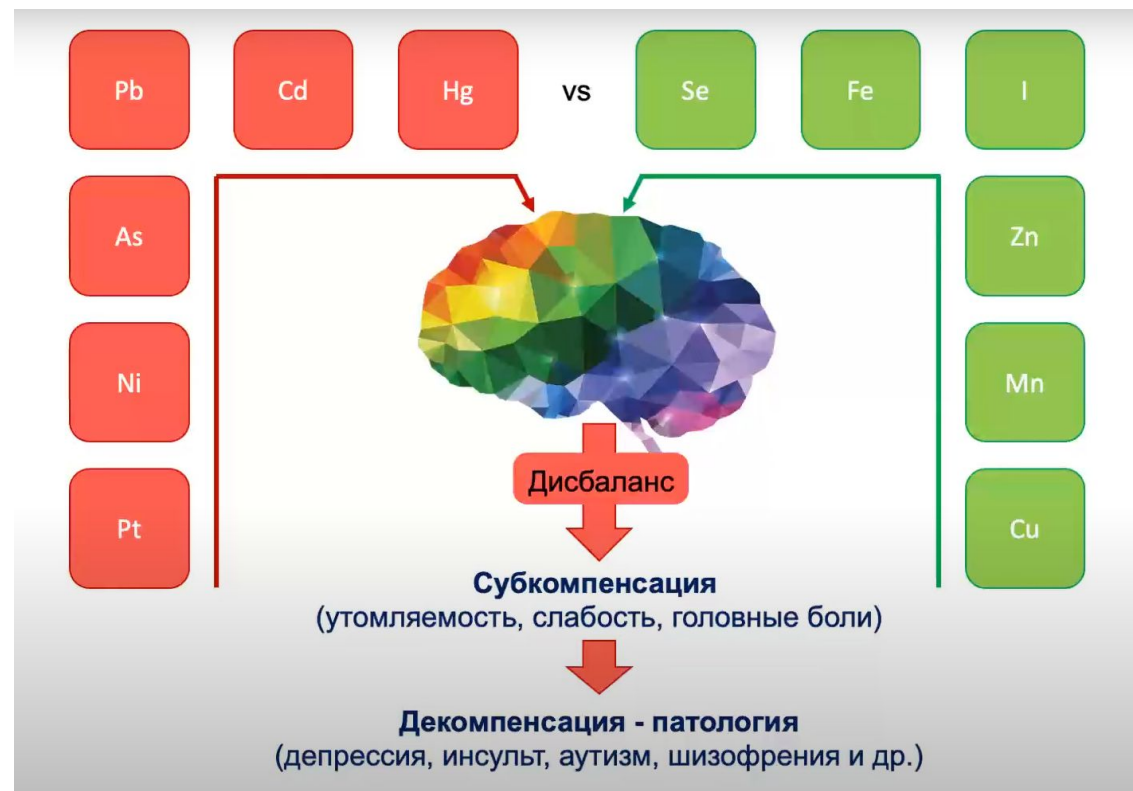 Pb Cd Hg vs Se Fe I
As Zn
Ni Mn
Pt Cu
Дисбаланс
Субкомпенсация
(утомляемость, слабость, головные боли)
Декомпенсация - патология
(депрессия, инсульт, аутизм, шизофрения и др.)